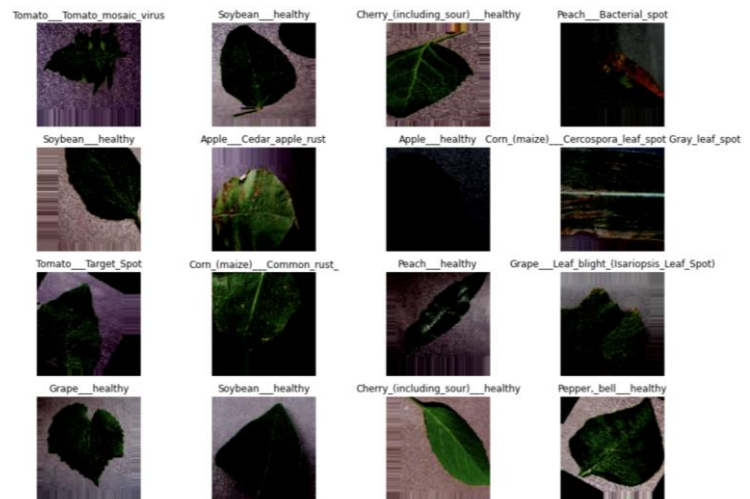 Tomato___Tomato_mosaic_virus Soybean___healthy Cherry_(including_sour)___healthy Peach___Bacterial_spot
Soybean___healthy Apple___Cedar_apple_rust Apple___healthy Corn_(maize)___Cercospora_leaf_spot Gray_leaf_spot
Tomato___Target_Spot Corn_(maize)___Common_rust_ Peach___healthy Grape___Leaf_blight_(Isariopsis_Leaf_Spot)
Grape___healthy Soybean___healthy Cherry_(including_sour)___healthy Pepper,_bell___healthy